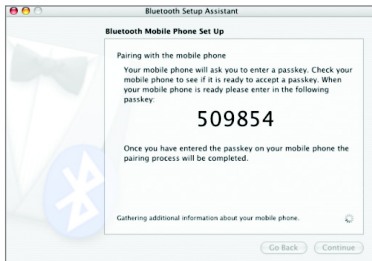 Bluetooth Setup Assistant
Bluetooth Mobile Phone Set Up
Pairing with the mobile phone
Your mobile phone will ask you to enter a passkey. Check your
mobile phone to see if it is ready to accept a passkey. When
your mobile phone is ready please enter in the following
passkey:
509854
Once you have entered the passkey on your mobile phone the
pairing process will be completed.
Gathering additional information about your mobile phone.
Go Back
Continue